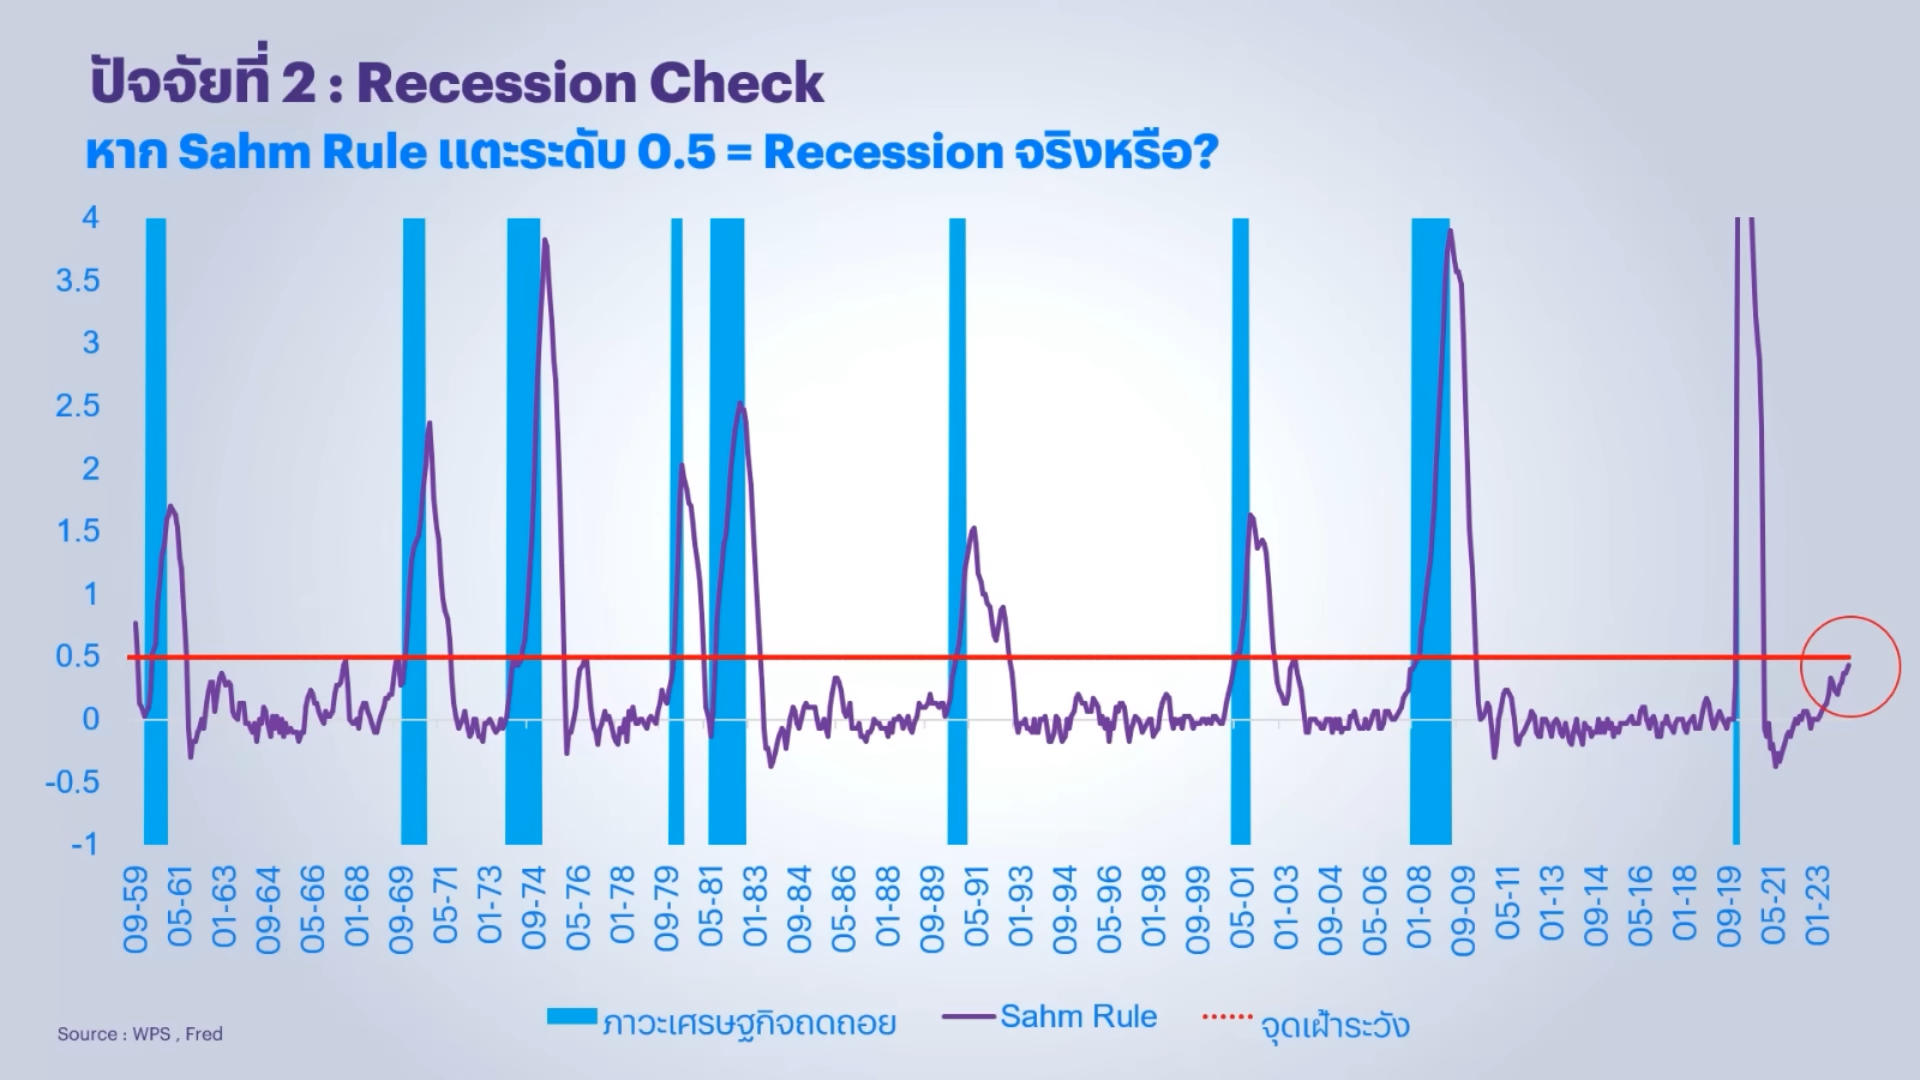 ปัจจัยที่ 2 : Recession Check
หาก Sahm Rule แตะระดับ 0.5 = Recession จริงหรือ?
4
3.5
3
2.5
2
1.5
1
0.5
0
-0.5
-1
09-59 05-61 01-63 09-64 05-66 01-68 09-69 05-71 01-73 09-74 05-76 01-78 09-79 05-81 01-83 09-84 05-86 01-88 09-89 05-91 01-93 09-94 05-96 01-98 09-99 05-01 01-03 09-04 05-06 01-08 09-09 05-11 01-13 09-14 05-16 01-18 09-19 05-21 01-23
ภาวะเศรษฐกิจถดถอย Sahm Rule จุดเฝ้าระวัง
Source : WPS , Fred